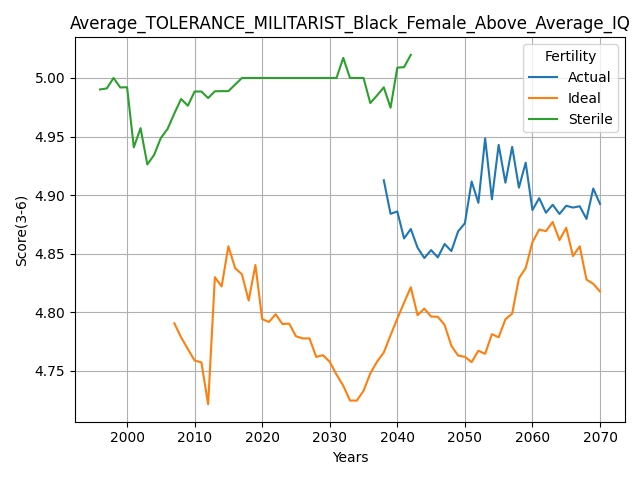 Average_TOLERANCE_MILITARIST_Black_Female_Above_Average_IQ
Fertility
Actual
Ideal
Sterile
Score(3-6)
5.00
4.95
4.90
4.85
4.80
4.75
2000 2010 2020 2030 2040 2050 2060 2070
Years